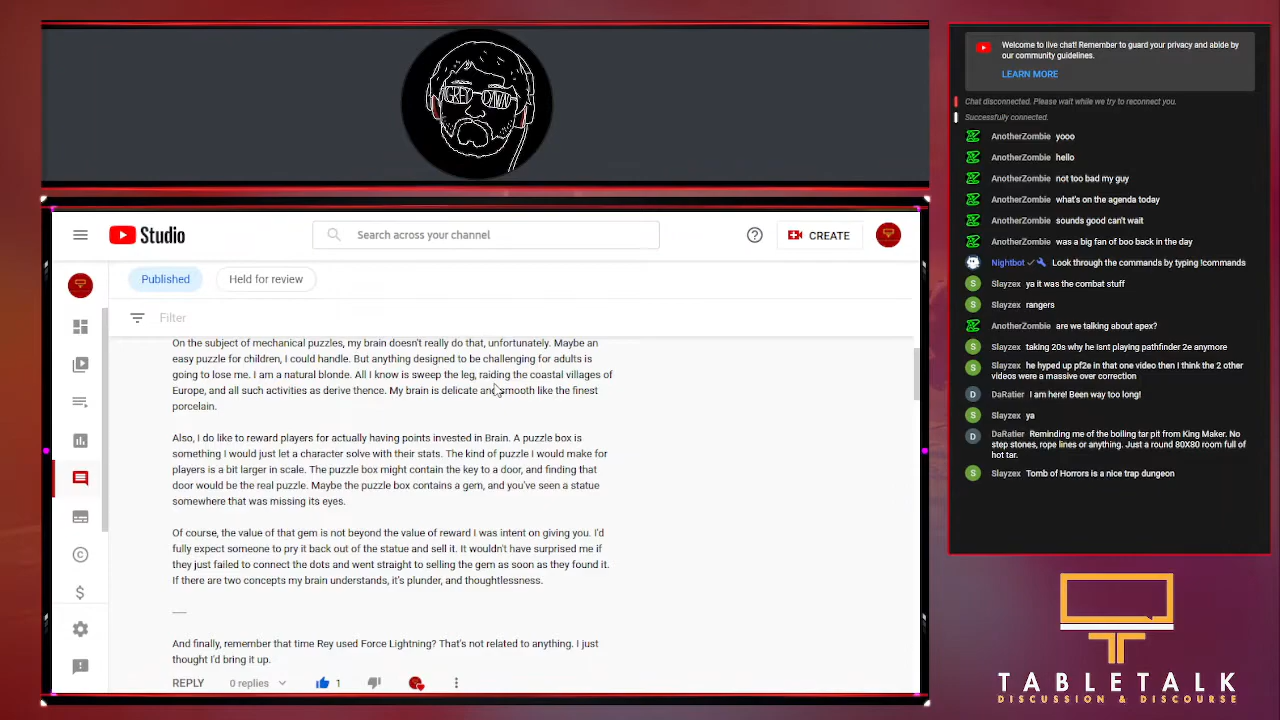 Studio
Search across your channel
CREATE
Published
Held for review
Filter
On the subject of mechanical puzzles, my brain doesn't really do that, unfortunately. Maybe an
easy puzzle for children, I could handle. But anything designed to be challenging for adults is
going to lose me. I am a natural blonde. All I know is sweep the leg, raiding the coastal villages of
Europe, and all such activities as derive thence. My brain is delicate and smooth like the finest
porcelain.
Also, I do like to reward players for actually having points invested in Brain. A puzzle box is
something I would just let a character solve with their stats. The kind of puzzle I would make for
players is a bit larger in scale. The puzzle box might contain the key to a door, and finding that
door would be the real puzzle. Maybe the puzzle box contains a gem, and you've seen a statue
somewhere that was missing its eyes.
Of course, the value of that gem is not beyond the value of reward I was intent on giving you. I'd
fully expect someone to pry it back out of the statue and sell it. It wouldn't have surprised me if
they just failed to connect the dots and went straight to selling the gem as soon as they found it.
If there are two concepts my brain understands, it's plunder, and thoughtlessness.
And finally, remember that time Rey used Force Lightning? That's not related to anything. I just
thought I'd bring it up.
REPLY 0 replies 1
Welcome to live chat! Remember to guard your privacy and abide by
our community guidelines.
LEARN MORE
Chat disconnected. Please wait while we try to reconnect you.
Successfully connected.
AnotherZombie yooo
AnotherZombie hello
AnotherZombie not too bad my guy
AnotherZombie what's on the agenda today
AnotherZombie sounds good can't wait
AnotherZombie was a big fan of boo back in the day
Nightbot Look through the commands by typing !commands
S Slayzex ya it was the combat stuff
S Slayzex rangers
AnotherZombie are we talking about apex?
S Slayzex taking 20s why he isnt playing pathfinder 2e anymore
S Slayzex he hyped up pf2e in that one video then I think the 2 other
videos were a massive over correction
D DaRatier I am here! Been way too long!
S Slayzex ya
D DaRatier Reminding me of the boiling tar pit from King Maker. No
step stones, rope or anything. Just a round 80X80 room full of
hot tar.
S Slayzex Tomb of Horrors is a nice trap dungeon
TABLETALK
DISCUSSION & DISCOURSE